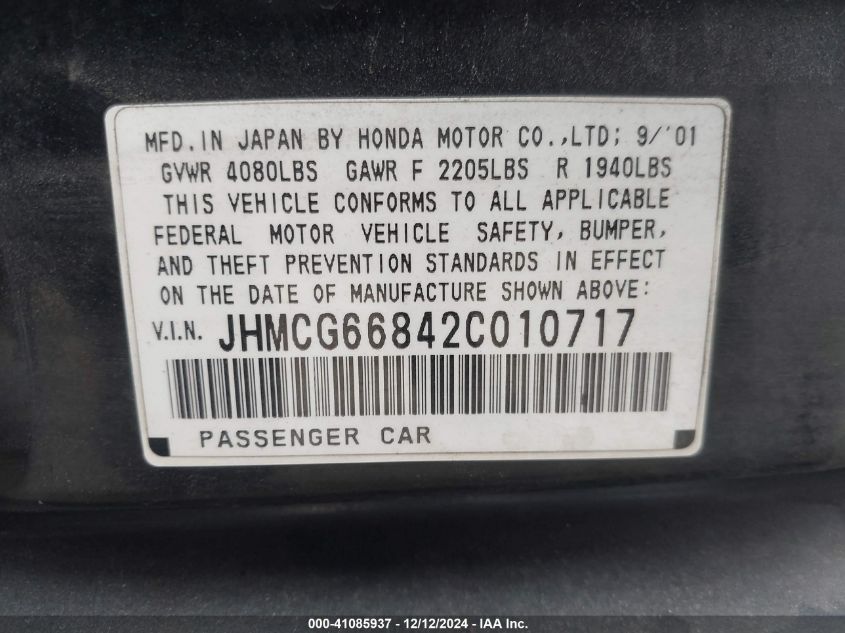 MFD.IN JAPAN BY HONDA MOTOR CO.,LTD; 9/'01
GVWR 4080LBS GAWR F 2205LBS R 1940LBS
THIS VEHICLE CONFORMS TO ALL APPLICABLE
FEDERAL MOTOR VEHICLE SAFETY, BUMPER,
AND THEFT PREVENTION STANDARDS IN EFFECT
ON THE DATE OF MANUFACTURE SHOWN ABOVE:
V.I.N. JHMCG66842C010717
PASSENGER CAR
000-41085937 - 12/12/2024 - IAA Inc.